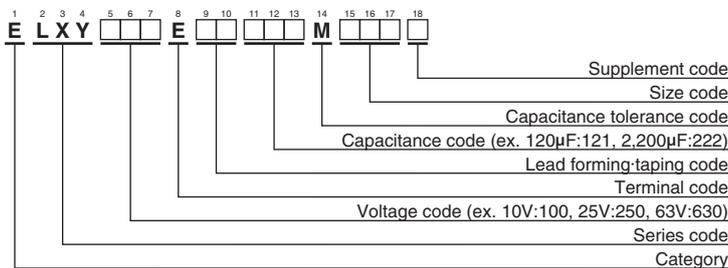 1 2 3 4 5 6 7 8 9 10 11 12 13 14 15 16 17 18
E L X Y E M
Supplement code
Size code
Capacitance tolerance code
Capacitance code (ex. 120μF:121, 2,200μF:222)
Lead forming·taping code
Terminal code
Voltage code (ex. 10V:100, 25V:250, 63V:630)
Series code
Category